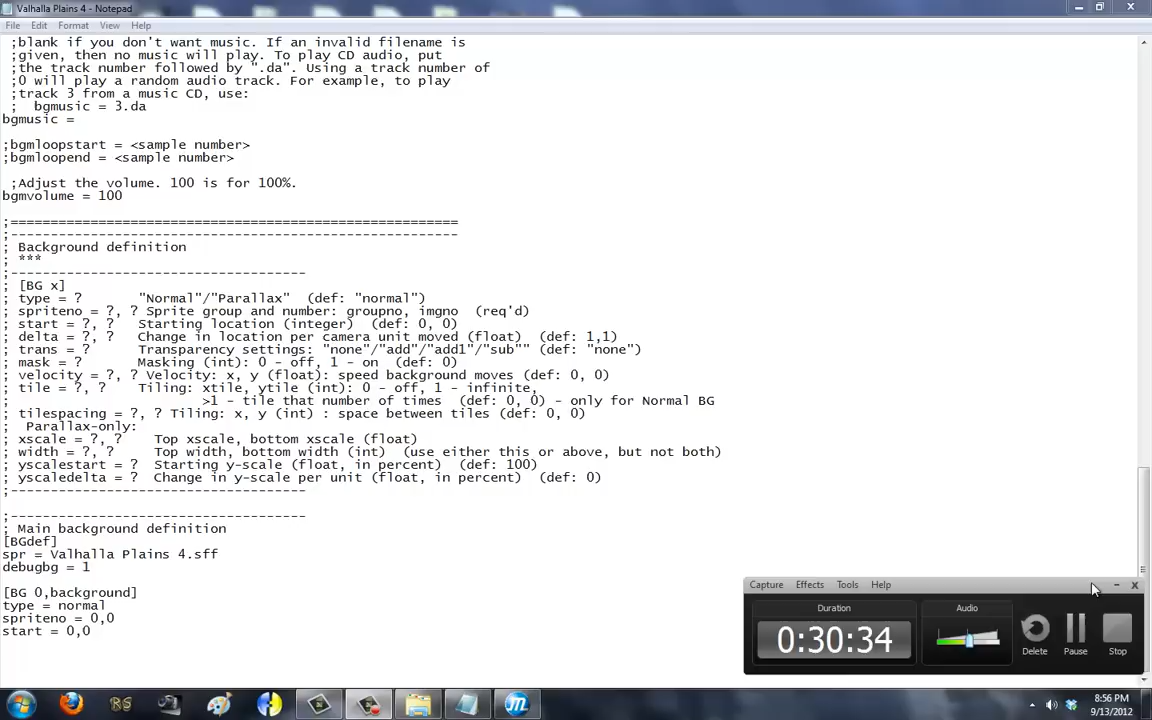 Valhalla Plains 4 - Notepad
File Edit Format View Help
;blank if you don't want music. If an invalid filename is
;given, then no music will play. To play CD audio, put
;the track number followed by ".da". Using a track number of
;0 will play a random audio track. For example, to play
;track 3 from a music CD, use:
;  bgmusic = 3.da
bgmusic =
;bgmloopstart = <sample number>
;bgmloopend = <sample number>
;Adjust the volume. 100 is for 100%.
bgmvolume = 100
;========================================================
;--------------------------------------------------------
; Background definition
; ***
;-------------------------------------
; [BG x]
; type = ?       "Normal"/"Parallax"  (def: "normal")
; spriteno = ?, ? Sprite group and number: groupno, imgno  (req'd)
; start = ?, ?   Starting location (integer)  (def: 0, 0)
; delta = ?, ?   Change in location per camera unit moved (float)  (def: 1,1)
; trans = ?      Transparency settings: "none"/"add"/"add1"/"sub"" (def: "none")
; mask = ?       Masking (int): 0 - off, 1 - on  (def: 0)
; velocity = ?, ? Velocity: x, y (float): speed background moves (def: 0, 0)
; tile = ?, ?    Tiling: xtile, ytile (int): 0 - off, 1 - infinite,
;                        >1 - tile that number of times  (def: 0, 0) - only for Normal BG
; tilespacing = ?, ? Tiling: x, y (int) : space between tiles (def: 0, 0)
;  Parallax-only:
; xscale = ?, ?    Top xscale, bottom xscale (float)
; width = ?, ?     Top width, bottom width (int)  (use either this or above, but not both)
; yscalestart = ?  Starting y-scale (float, in percent)  (def: 100)
; yscaledelta = ?  Change in y-scale per unit (float, in percent)  (def: 0)
;-------------------------------------
;-------------------------------------
; Main background definition
[BGdef]
spr = Valhalla Plains 4.sff
debugbg = 1
[BG 0,background]
type = normal
spriteno = 0,0
start = 0,0
Capture Effects Tools Help
Duration
Audio
0:30:34
Delete Pause Stop
RS
8:56 PM
9/13/2012